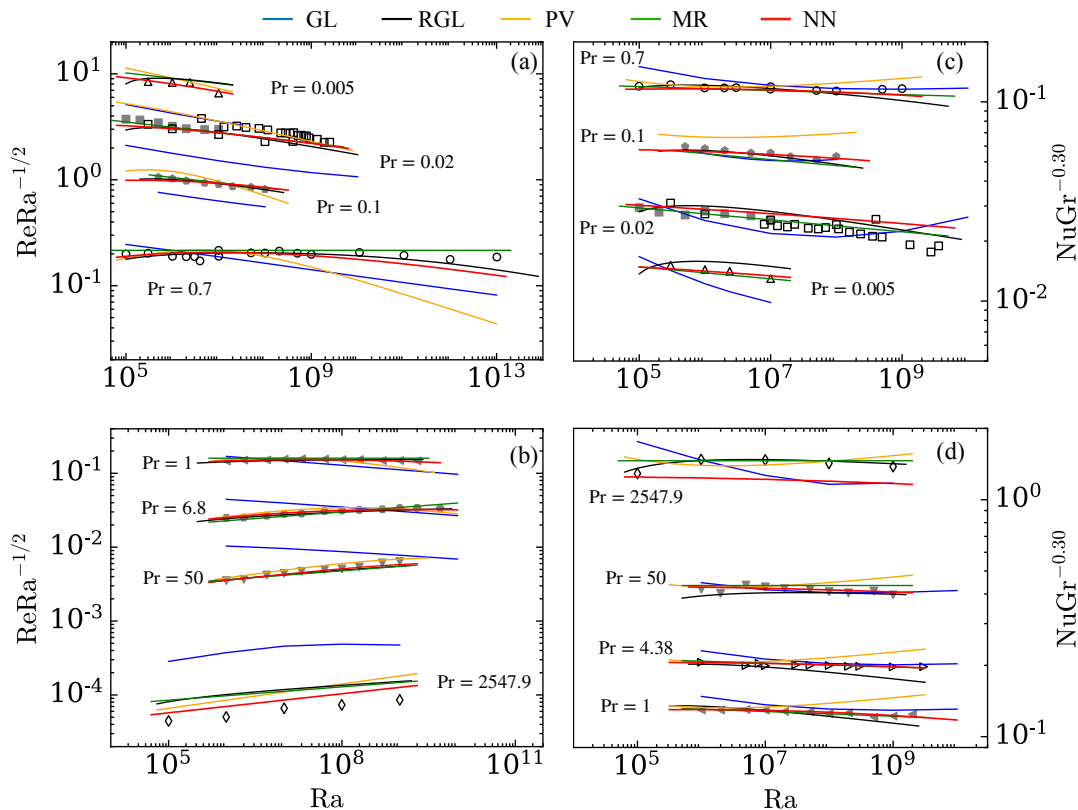 GL RGL PV MR NN
(a)
ReRa^{-1/2}
10^1
10^0
10^{-1}
Pr = 0.005
Pr = 0.02
Pr = 0.1
Pr = 0.7
10^5 10^9 10^{13}
(c)
Pr = 0.7
0.1
Pr = 0.02
Pr = 0.005
10^{-1}
10^{-2}
NuGr^{-0.30}
10^5 10^7 10^9
(b)
ReRa^{-1/2}
10^{-1}
10^{-2}
10^{-3}
10^{-4}
Pr = 1
Pr = 6.8
Pr = 50
Pr = 2547.9
10^5 10^8 10^{11}
Ra
(d)
Pr = 2547.9
Pr = 50
Pr = 4.38
Pr = 1
10^0
10^{-1}
NuGr^{-0.30}
10^5 10^7 10^9
Ra